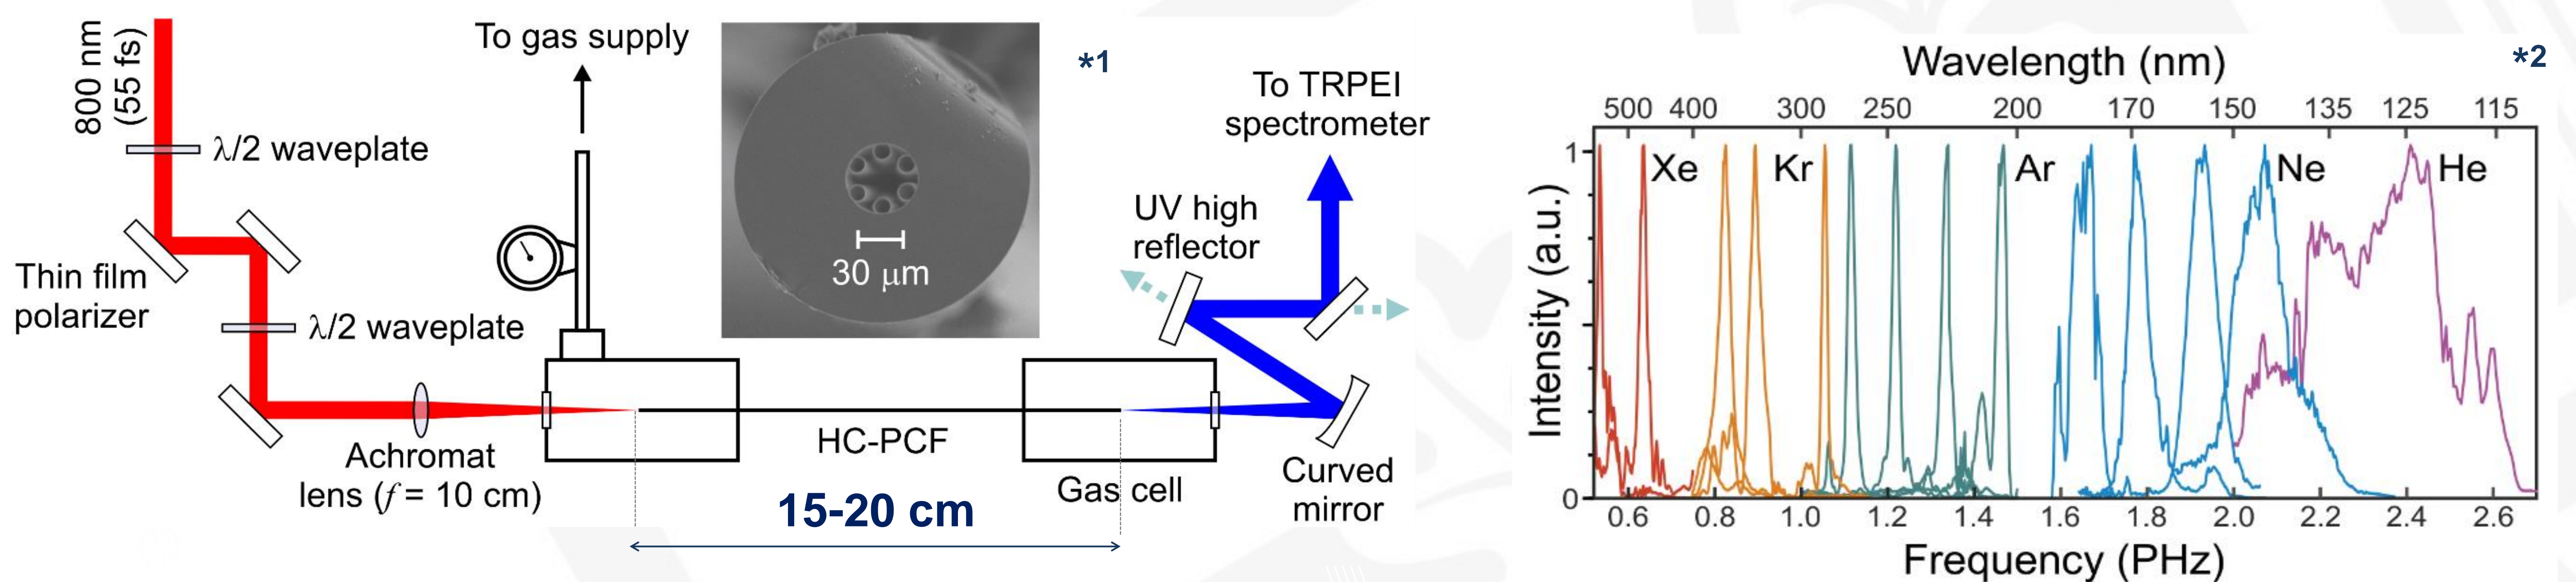 800 nm
(55 fs)
λ/2 waveplate
Thin film
polarizer
λ/2 waveplate
Achromat
lens (f = 10 cm)
To gas supply
30 μm
*1
HC-PCF
15-20 cm
Gas cell
To TRPEI
spectrometer
UV high
reflector
Curved
mirror
*2
Wavelength (nm)
500 400 300 250 200 170 150 135 125 115
Intensity (a.u.)
1
0
Xe Kr Ar Ne He
0.6 0.8 1.0 1.2 1.4 1.6 1.8 2.0 2.2 2.4 2.6
Frequency (PHz)